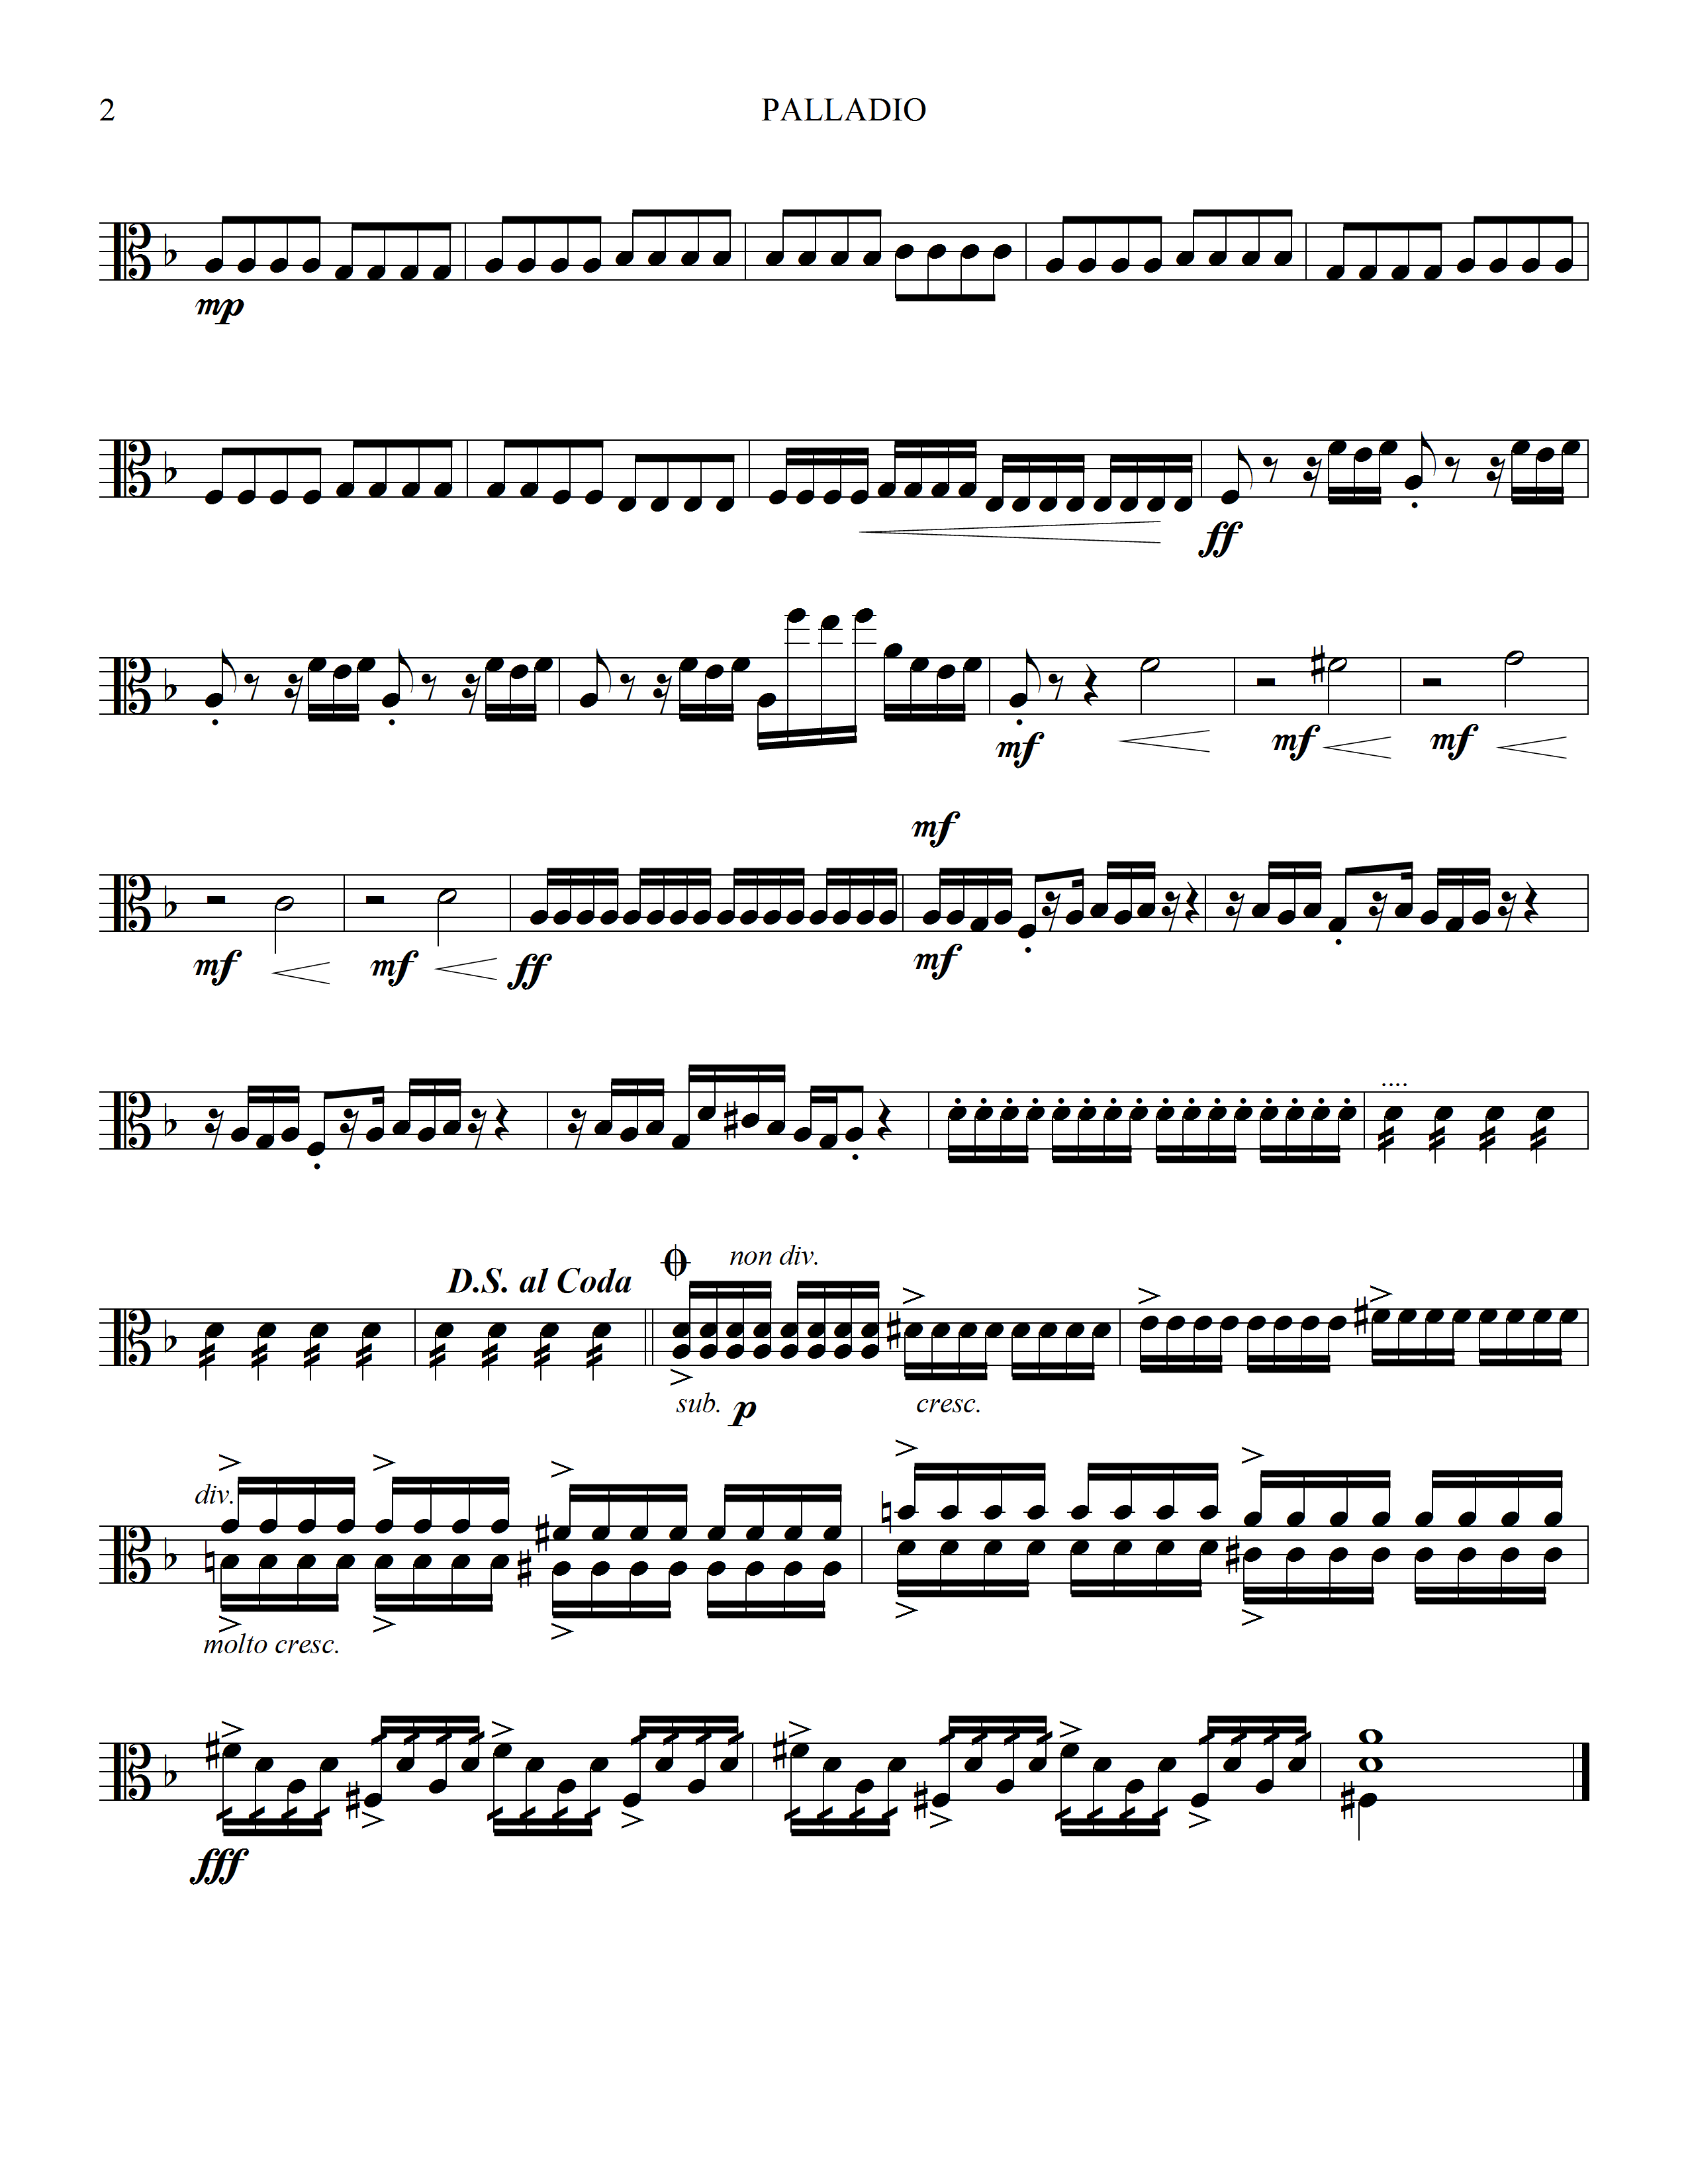 2 PALLADIO
mp
ff
mf mf mf
mf
mf mf ff mf
....
D.S. al Coda non div.
sub. p cresc.
div.
molto cresc.
fff